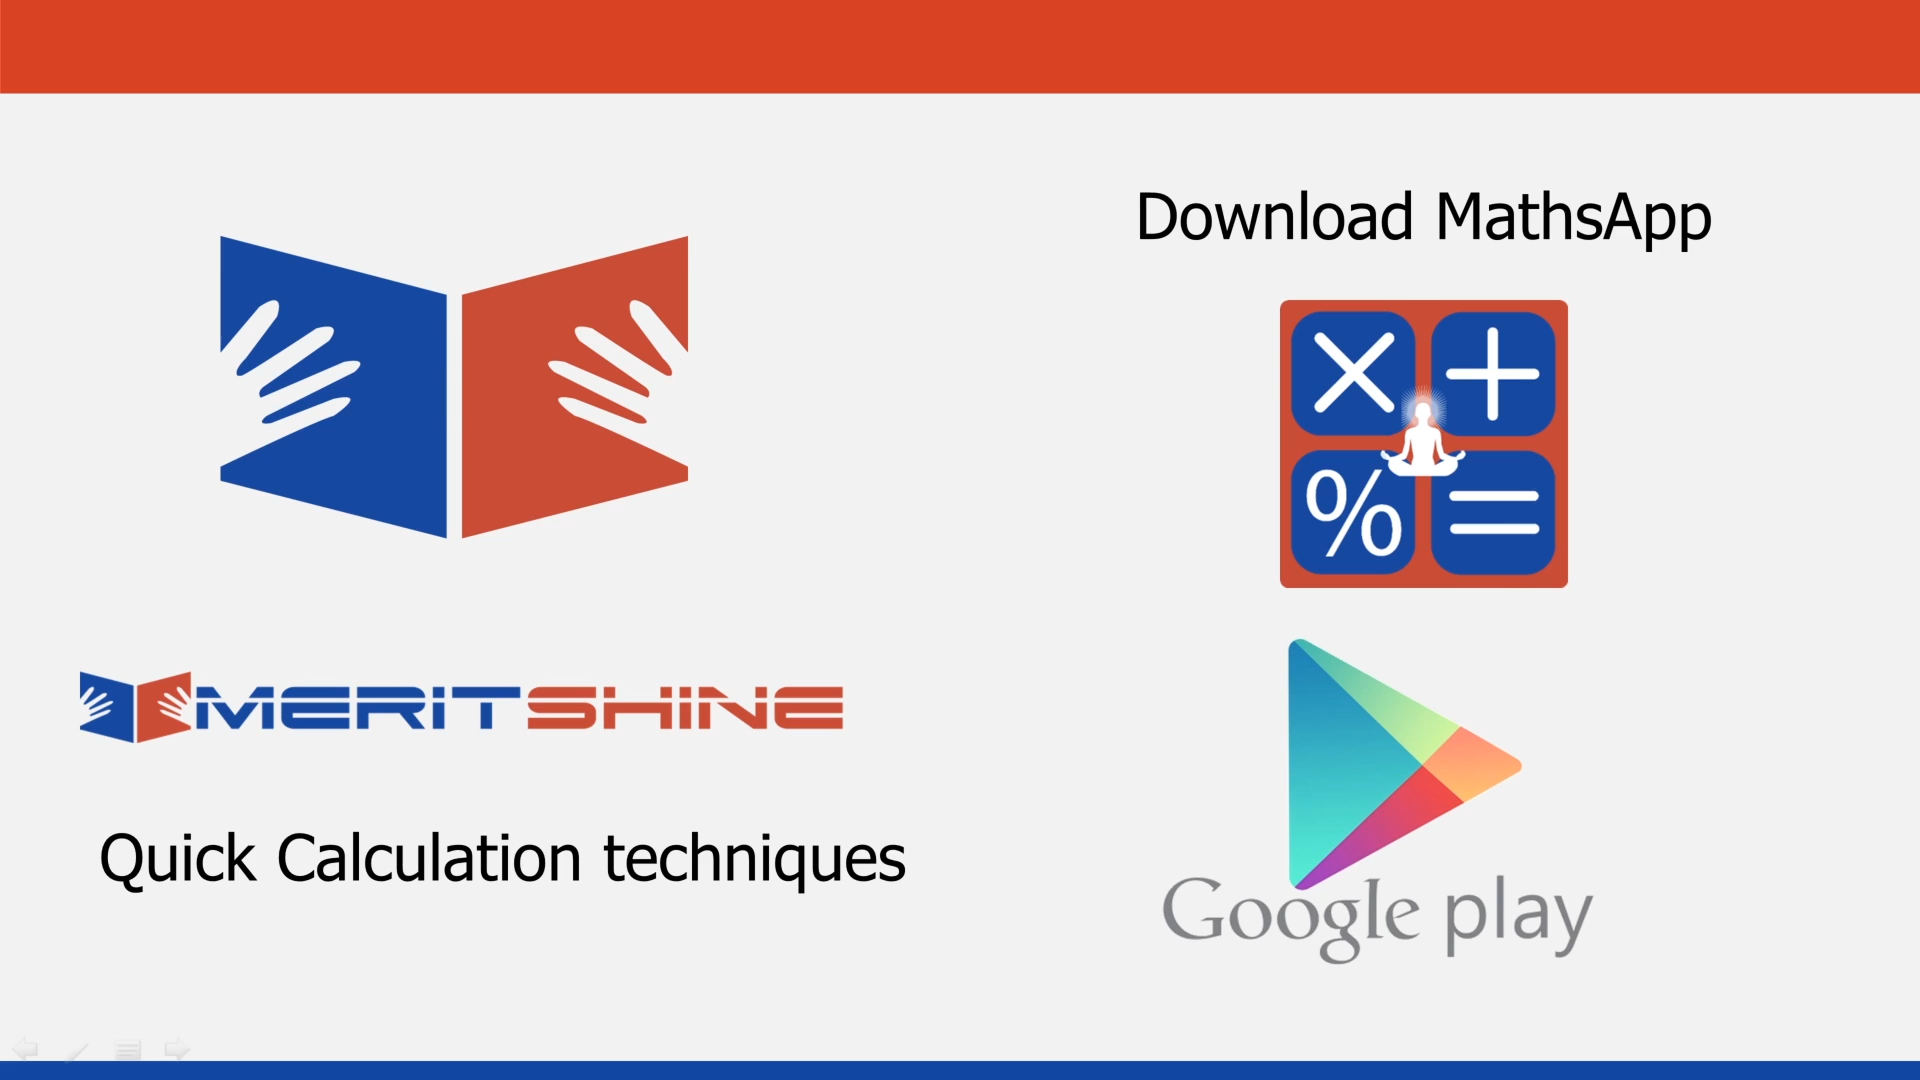 Download MathsApp
× +
% =
MERITSHINE
Quick Calculation techniques
Google play